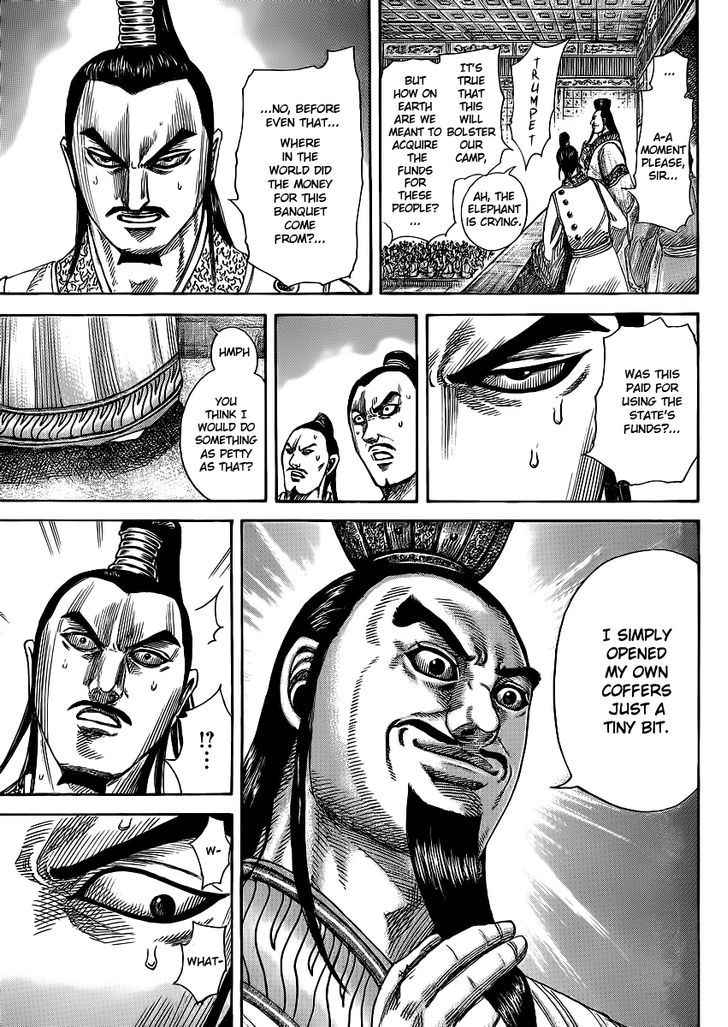 ...
A-A
MOMENT
PLEASE,
SIR...
TRUMPET
IT'S
TRUE
THAT
THIS
WILL
BOLSTER
OUR
CAMP,
BUT
HOW ON
EARTH
ARE WE
MEANT TO
ACQUIRE
THE
FUNDS
FOR
THESE
PEOPLE?
...
AH, THE
ELEPHANT
IS CRYING.
...NO, BEFORE
EVEN THAT...
WHERE
IN THE
WORLD DID
THE MONEY
FOR THIS
BANQUET
COME
FROM?...
WAS THIS
PAID FOR
USING THE
STATE'S
FUNDS?...
HMPH
YOU
THINK I
WOULD DO
SOMETHING
AS PETTY
AS THAT?
I SIMPLY
OPENED
MY OWN
COFFERS
JUST A
TINY BIT.
!?
...
W-
WHAT-